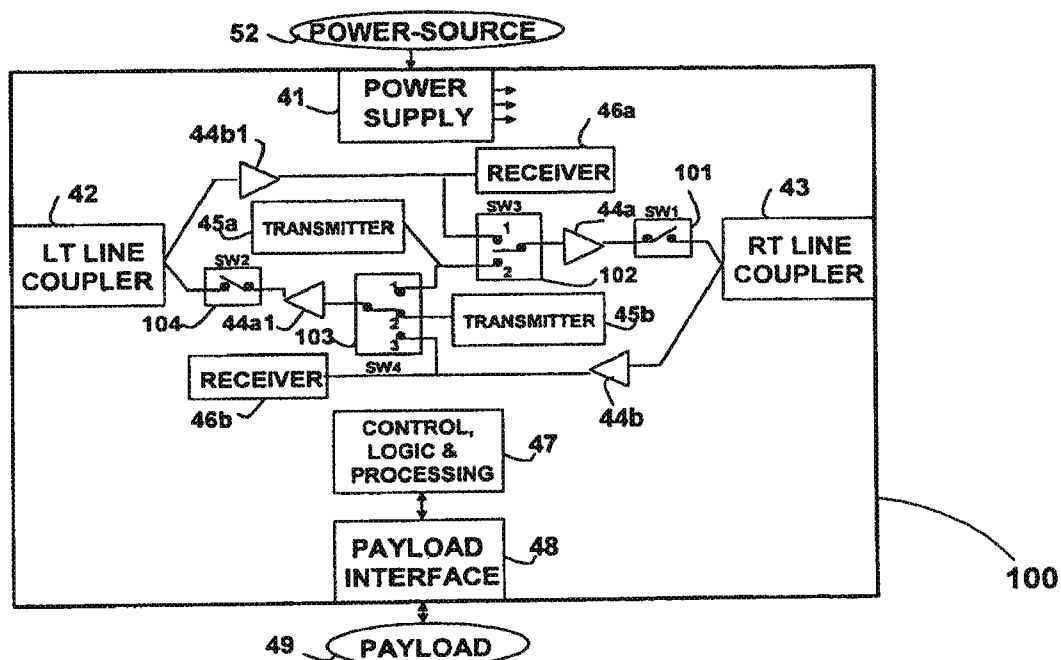 52
POWER-SOURCE
41
POWER
SUPPLY
44b1
46a
RECEIVER
42
LT LINE
COUPLER
45a
TRANSMITTER
SW3
1
2
102
44a
SW1
101
43
RT LINE
COUPLER
SW2
104
44a1
103
1
2
3
SW4
TRANSMITTER
45b
RECEIVER
46b
44b
CONTROL,
LOGIC &
PROCESSING
47
PAYLOAD
INTERFACE
48
100
49
PAYLOAD